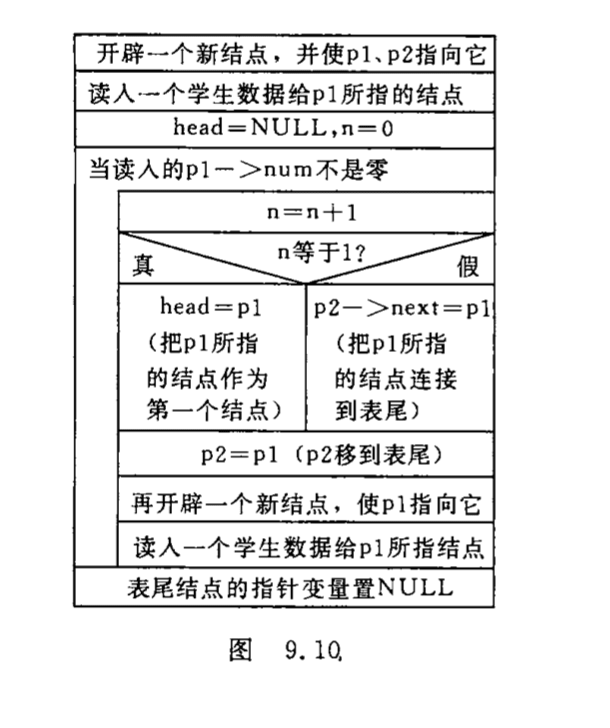 开辟一个新结点，并使p1、p2指向它
读入一个学生数据给p1所指的结点
head=NULL,n=0
当读入的p1->num不是零
n=n+1
n等于1?
真
假
head=p1
(把p1所指
的结点作为
第一个结点)
p2->next=p1
(把p1所指
的结点连接
到表尾)
p2=p1 (p2移到表尾)
再开辟一个新结点，使p1指向它
读入一个学生数据给p1所指结点
表尾结点的指针变量置NULL
图 9.10